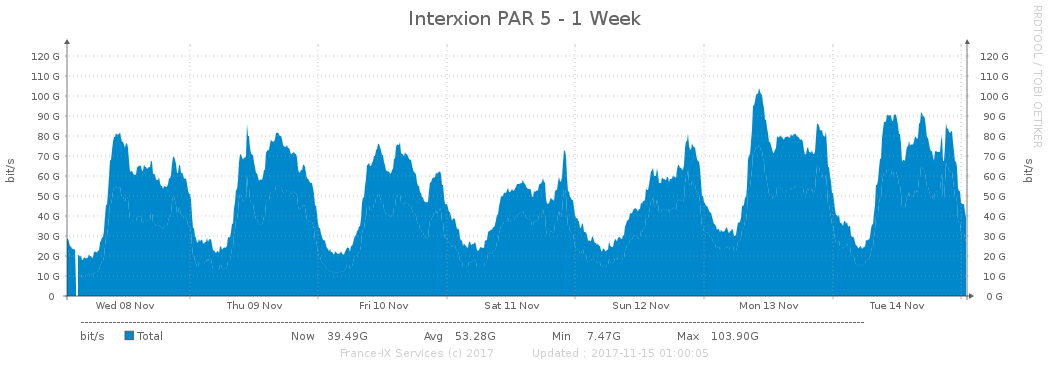 Interxion PAR 5 - 1 Week
RRDTOOL / TOBI OETIKER
120 G 120 G
110 G 110 G
100 G 100 G
90 G 90 G
80 G 80 G
70 G 70 G
60 G 60 G
50 G 50 G
40 G 40 G
30 G 30 G
20 G 20 G
10 G 10 G
0 0 G
bit/s bit/s
Wed 08 Nov Thu 09 Nov Fri 10 Nov Sat 11 Nov Sun 12 Nov Mon 13 Nov Tue 14 Nov
bit/s Total Now 39.49G Avg 53.28G Min 7.47G Max 103.90G
France-IX Services (c) 2017 Updated : 2017-11-15 01:00:05